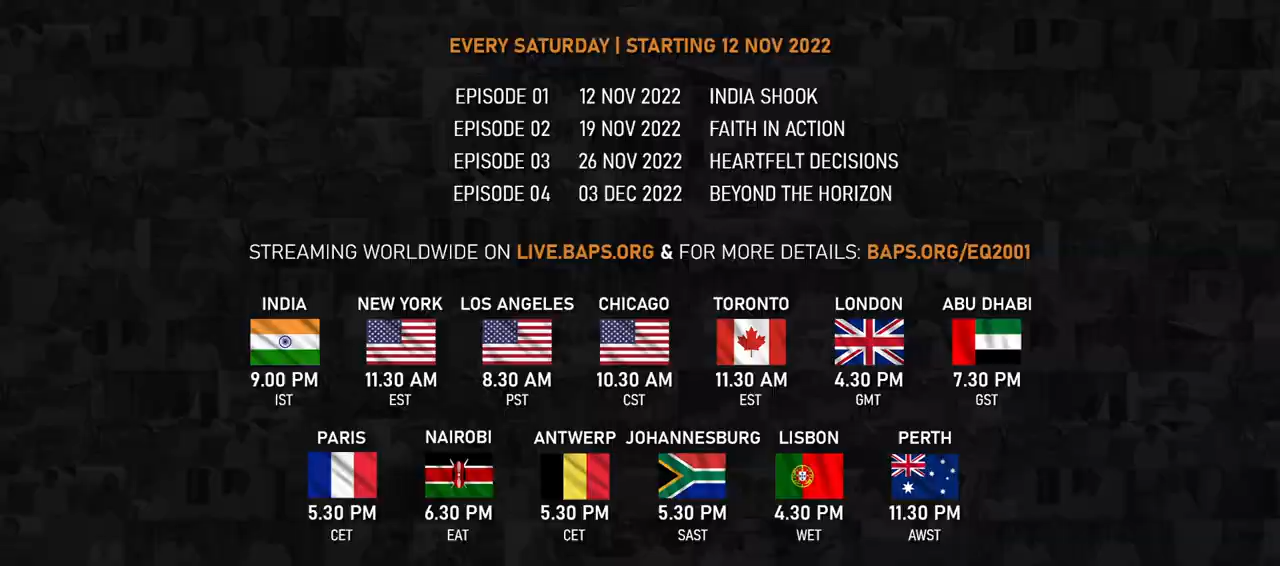 EVERY SATURDAY | STARTING 12 NOV 2022
EPISODE 01 12 NOV 2022 INDIA SHOOK
EPISODE 02 19 NOV 2022 FAITH IN ACTION
EPISODE 03 26 NOV 2022 HEARTFELT DECISIONS
EPISODE 04 03 DEC 2022 BEYOND THE HORIZON
STREAMING WORLDWIDE ON LIVE.BAPS.ORG & FOR MORE DETAILS: BAPS.ORG/EQ2001
INDIA NEW YORK LOS ANGELES CHICAGO TORONTO LONDON ABU DHABI
9.00 PM 11.30 AM 8.30 AM 10.30 AM 11.30 AM 4.30 PM 7.30 PM
IST EST PST CST EST GMT GST
PARIS NAIROBI ANTWERP JOHANNESBURG LISBON PERTH
5.30 PM 6.30 PM 5.30 PM 5.30 PM 4.30 PM 11.30 PM
CET EAT CET SAST WET AWST